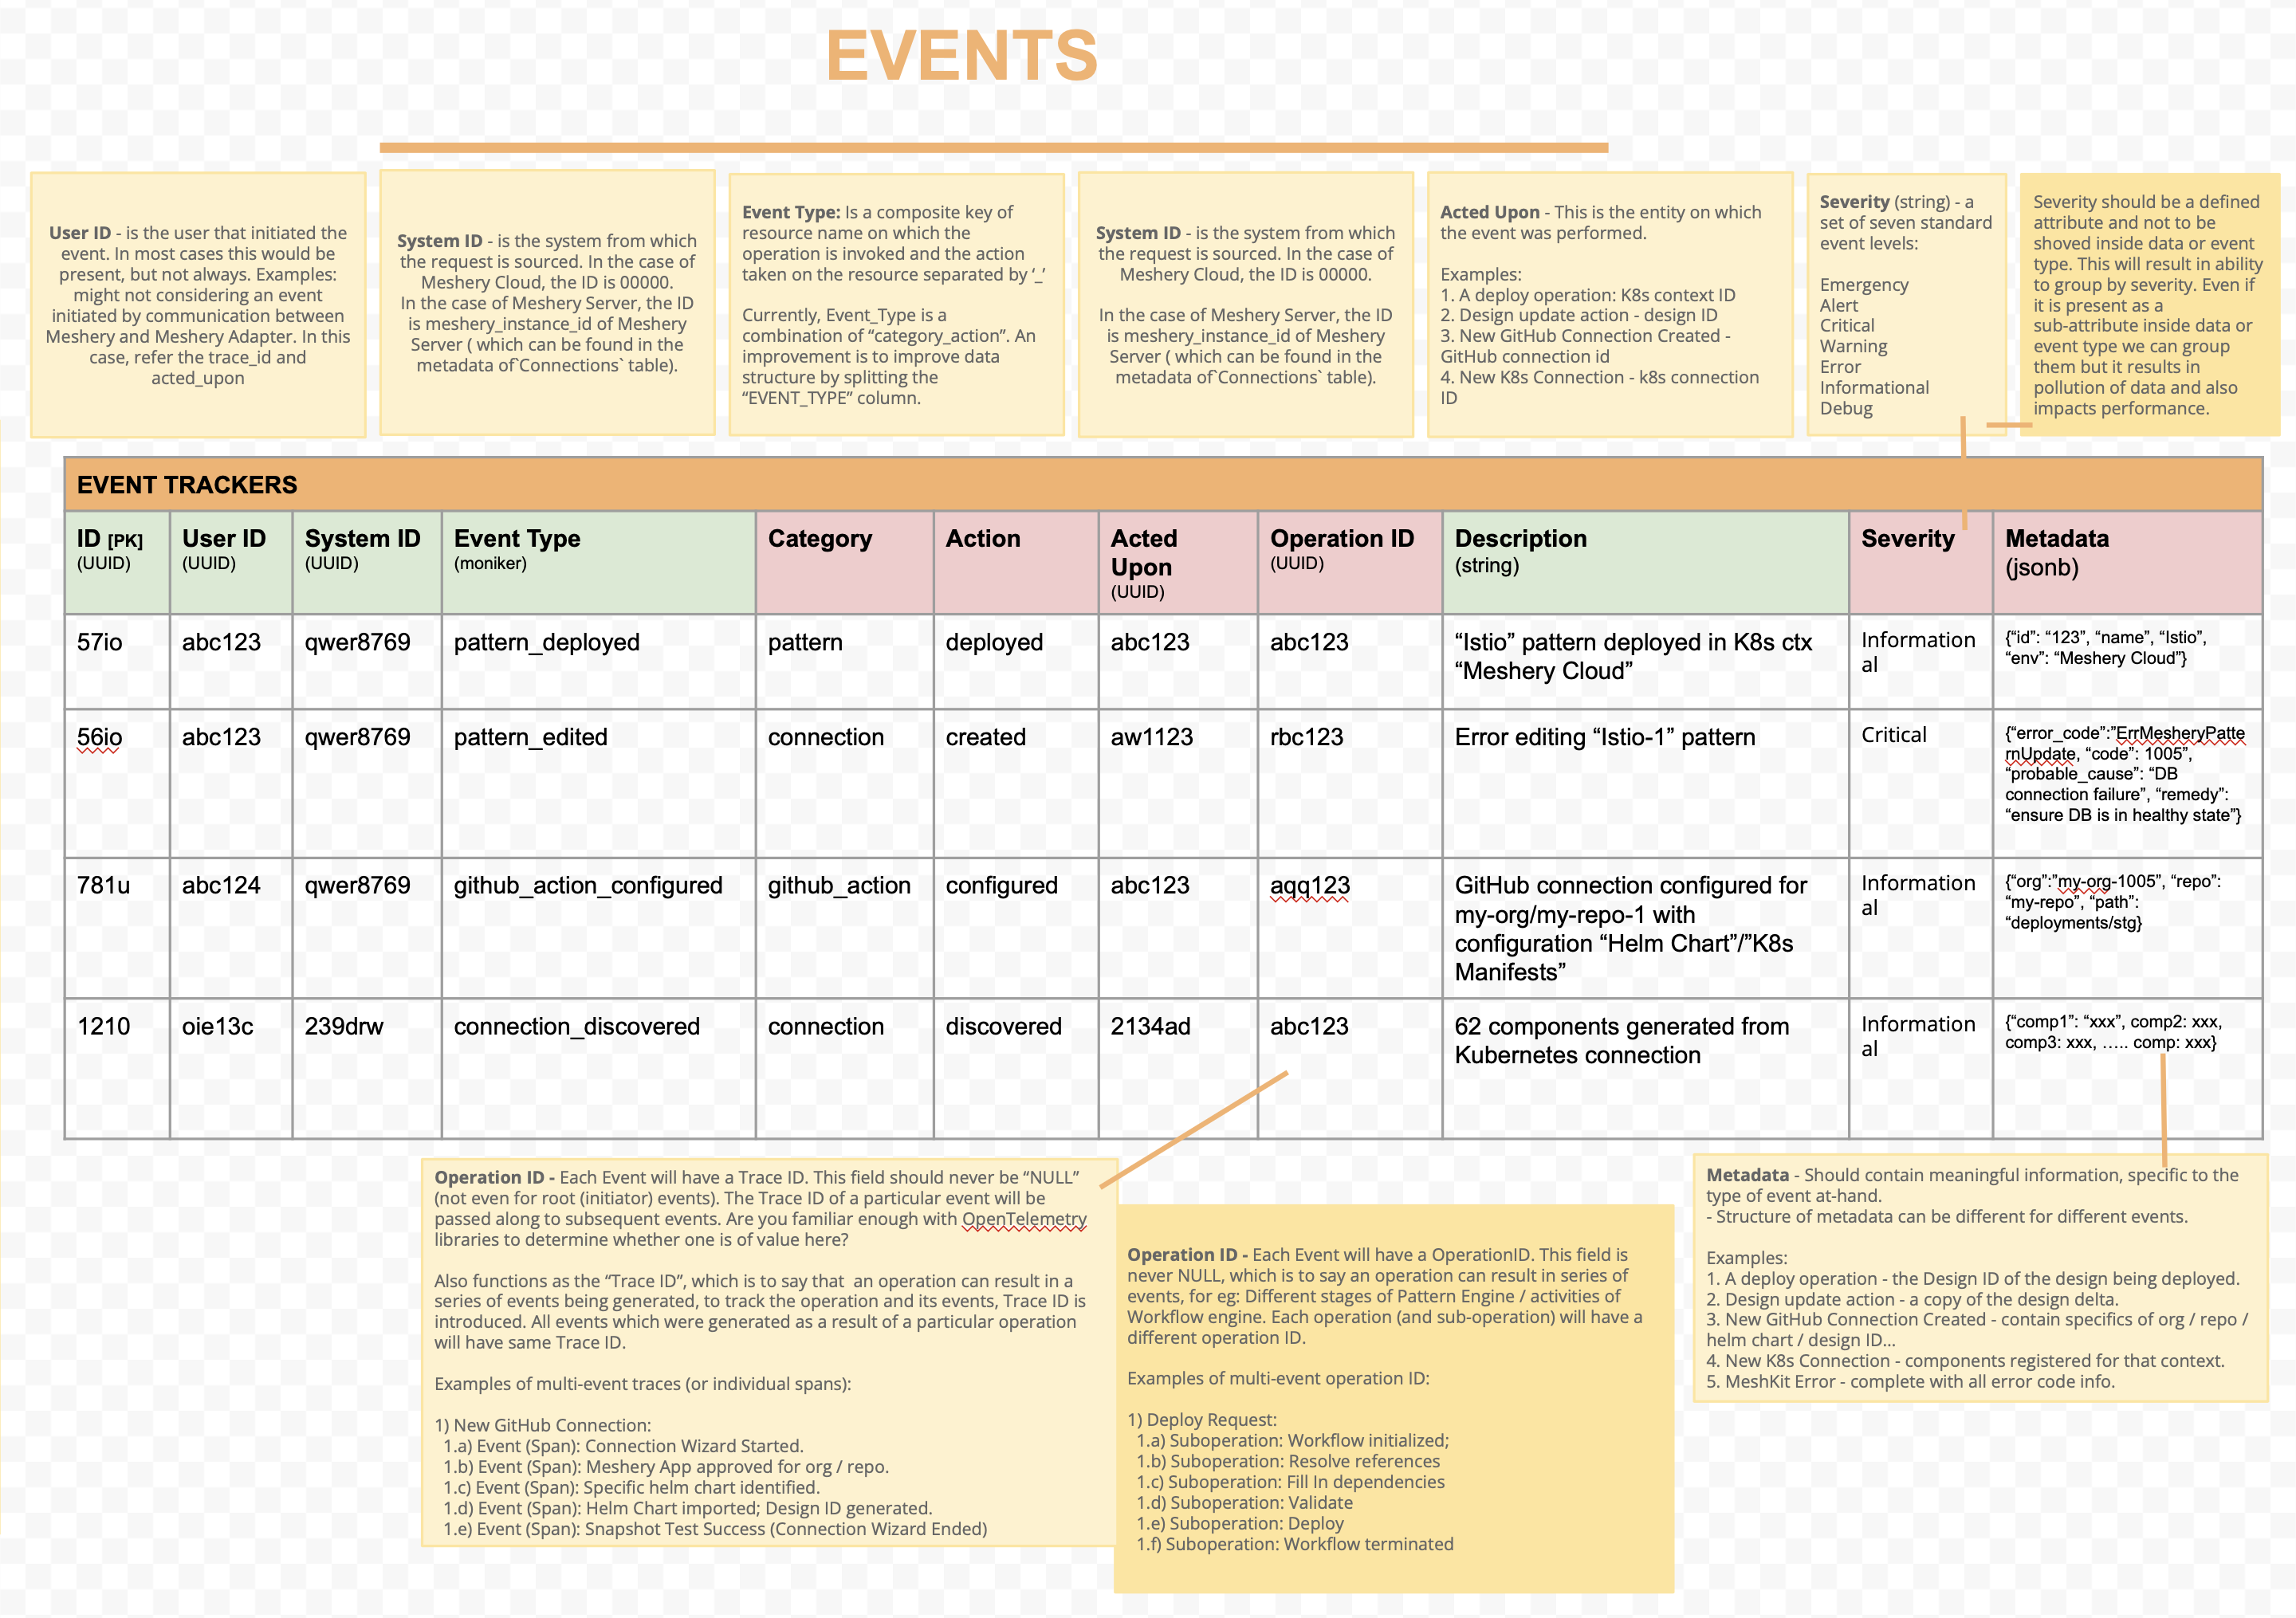 EVENTS
User ID - is the user that initiated the
event. In most cases this would be
present, but not always. Examples:
might not considering an event
initiated by communication between
Meshery and Meshery Adapter. In this
case, refer the trace_id and
acted_upon
System ID - is the system from which
the request is sourced. In the case of
Meshery Cloud, the ID is 00000.
In the case of Meshery Server, the ID
is meshery_instance_id of Meshery
Server ( which can be found in the
metadata of`Connections` table).
Event Type: Is a composite key of
resource name on which the
operation is invoked and the action
taken on the resource separated by ‘_’
Currently, Event_Type is a
combination of “category_action”. An
improvement is to improve data
structure by splitting the
“EVENT_TYPE” column.
System ID - is the system from which
the request is sourced. In the case of
Meshery Cloud, the ID is 00000.
In the case of Meshery Server, the ID
is meshery_instance_id of Meshery
Server ( which can be found in the
metadata of`Connections` table).
Acted Upon - This is the entity on which
the event was performed.
Examples:
1. A deploy operation: K8s context ID
2. Design update action - design ID
3. New GitHub Connection Created -
GitHub connection id
4. New K8s Connection - k8s connection
ID
Severity (string) - a
set of seven standard
event levels:
Emergency
Alert
Critical
Warning
Error
Informational
Debug
Severity should be a defined
attribute and not to be
shoved inside data or event
type. This will result in ability
to group by severity. Even if
it is present as a
sub-attribute inside data or
event type we can group
them but it results in
pollution of data and also
impacts performance.
EVENT TRACKERS
ID [PK]
(UUID)
User ID
(UUID)
System ID
(UUID)
Event Type
(moniker)
Category
Action
Acted
Upon
(UUID)
Operation ID
(UUID)
Description
(string)
Severity
Metadata
(jsonb)
57io
abc123
qwer8769
pattern_deployed
pattern
deployed
abc123
abc123
“Istio” pattern deployed in K8s ctx
“Meshery Cloud”
Information
al
{“id”: “123”, “name”, “Istio”,
“env”: “Meshery Cloud”}
56io
abc123
qwer8769
pattern_edited
connection
created
aw1123
rbc123
Error editing “Istio-1” pattern
Critical
{“error_code”:”ErrMesheryPatte
rnUpdate, “code”: 1005”,
“probable_cause”: “DB
connection failure”, “remedy”:
“ensure DB is in healthy state”}
781u
abc124
qwer8769
github_action_configured
github_action
configured
abc123
aqq123
GitHub connection configured for
my-org/my-repo-1 with
configuration “Helm Chart”/”K8s
Manifests”
Information
al
{“org”:”my-org-1005”, “repo”:
“my-repo”, “path”:
“deployments/stg}
1210
oie13c
239drw
connection_discovered
connection
discovered
2134ad
abc123
62 components generated from
Kubernetes connection
Information
al
{“comp1”: “xxx”, comp2: xxx,
comp3: xxx, ….. comp: xxx}
Operation ID - Each Event will have a Trace ID. This field should never be “NULL”
(not even for root (initiator) events). The Trace ID of a particular event will be
passed along to subsequent events. Are you familiar enough with OpenTelemetry
libraries to determine whether one is of value here?
Also functions as the “Trace ID”, which is to say that  an operation can result in a
series of events being generated, to track the operation and its events, Trace ID is
introduced. All events which were generated as a result of a particular operation
will have same Trace ID.
Examples of multi-event traces (or individual spans):
1) New GitHub Connection:
1.a) Event (Span): Connection Wizard Started.
1.b) Event (Span): Meshery App approved for org / repo.
1.c) Event (Span): Specific helm chart identified.
1.d) Event (Span): Helm Chart imported; Design ID generated.
1.e) Event (Span): Snapshot Test Success (Connection Wizard Ended)
Operation ID - Each Event will have a OperationID. This field is
never NULL, which is to say an operation can result in series of
events, for eg: Different stages of Pattern Engine / activities of
Workflow engine. Each operation (and sub-operation) will have a
different operation ID.
Examples of multi-event operation ID:
1) Deploy Request:
1.a) Suboperation: Workflow initialized;
1.b) Suboperation: Resolve references
1.c) Suboperation: Fill In dependencies
1.d) Suboperation: Validate
1.e) Suboperation: Deploy
1.f) Suboperation: Workflow terminated
Metadata - Should contain meaningful information, specific to the
type of event at-hand.
- Structure of metadata can be different for different events.
Examples:
1. A deploy operation - the Design ID of the design being deployed.
2. Design update action - a copy of the design delta.
3. New GitHub Connection Created - contain specifics of org / repo /
helm chart / design ID…
4. New K8s Connection - components registered for that context.
5. MeshKit Error - complete with all error code info.